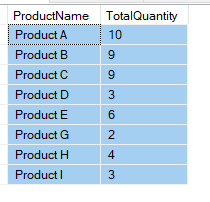 ProductName TotalQuantity
Product A 10
Product B 9
Product C 9
Product D 3
Product E 6
Product G 2
Product H 4
Product I 3